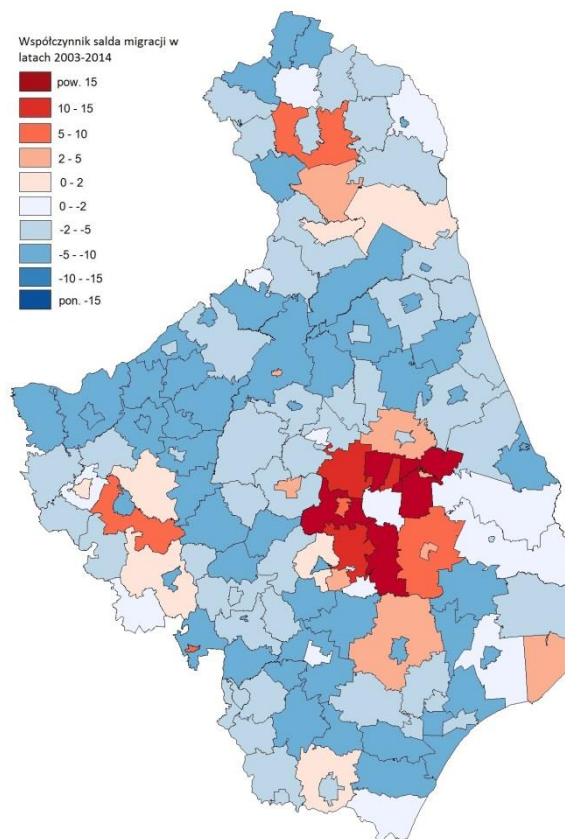 Współczynnik salda migracji w
latach 2003-2014
pow. 15
10 - 15
5 - 10
2 - 5
0 - 2
0 - -2
-2 - -5
-5 - -10
-10 - -15
pon. -15